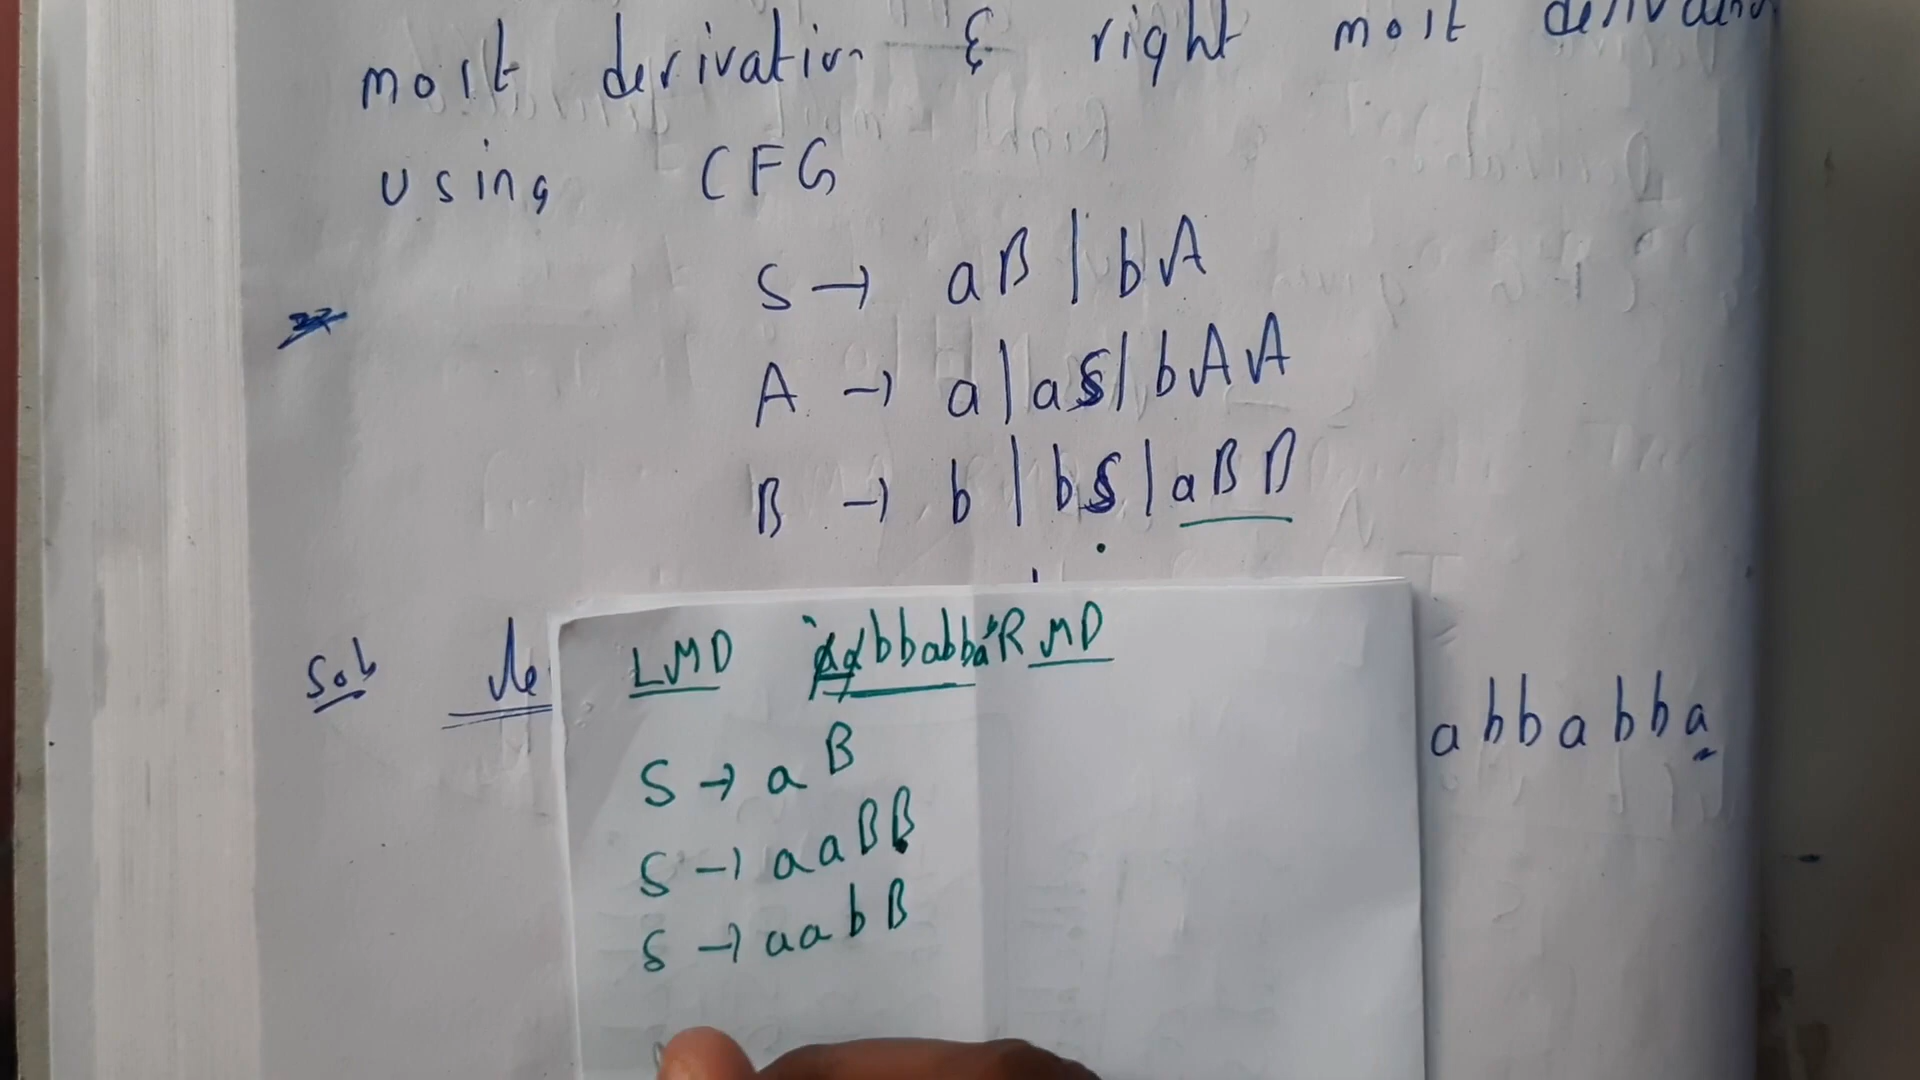 most derivation & right most
using CFG
S → aB | bA
A → a | aS | bAA
B → b | bS | aBB
LMD aabbabba RMD
Sol
abbabba
S → aB
S → aaBB
S → aabB